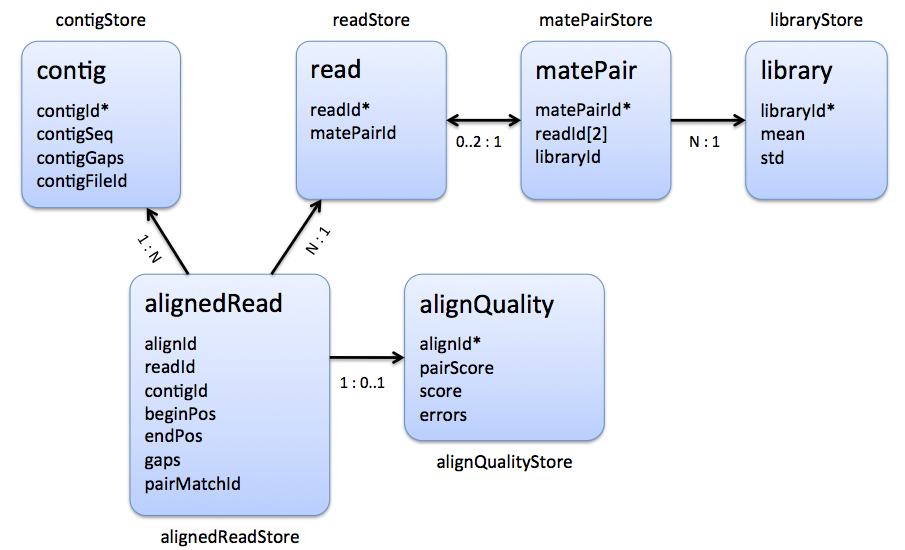 contigStore
readStore
matePairStore
libraryStore
contig
contigId*
contigSeq
contigGaps
contigFileId
read
readId*
matePairId
0..2 : 1
matePair
matePairId*
readId[2]
libraryId
N : 1
library
libraryId*
mean
std
1 : N
N : 1
alignedRead
alignId
readId
contigId
beginPos
endPos
gaps
pairMatchId
1 : 0..1
alignQuality
alignId*
pairScore
score
errors
alignQualityStore
alignedReadStore